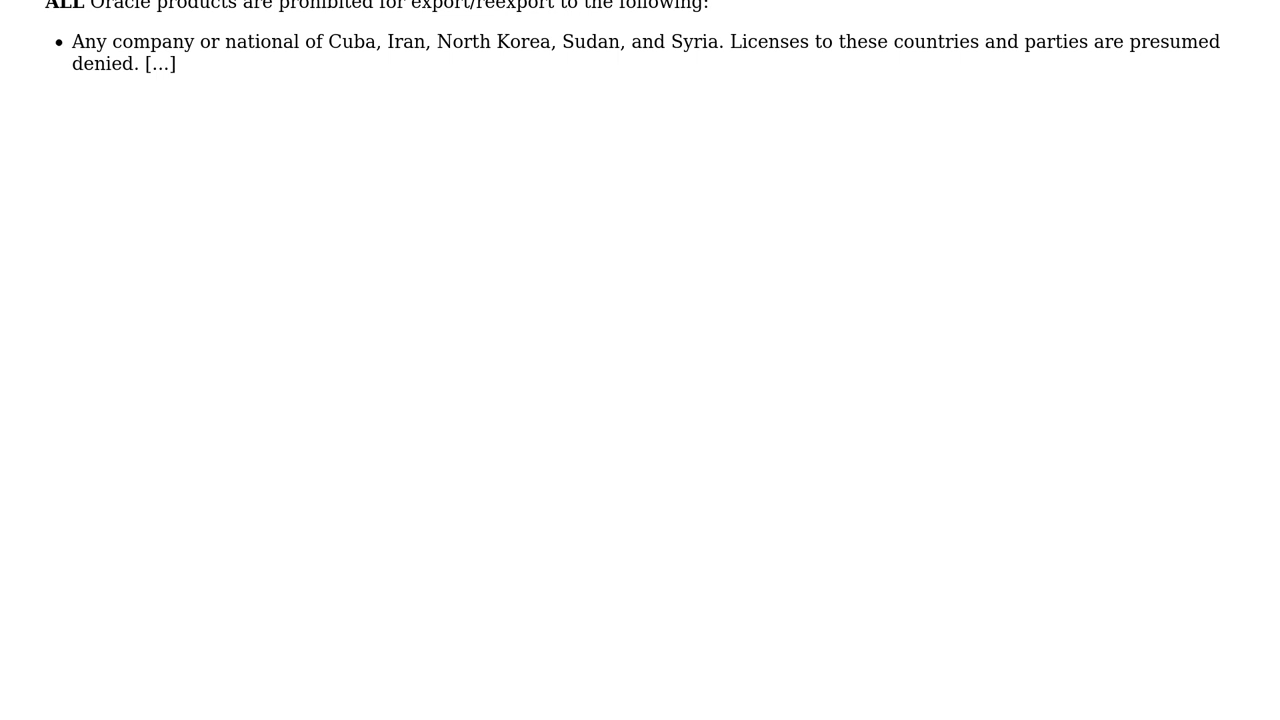 ALL Oracle products are prohibited for export/reexport to the following:
• Any company or national of Cuba, Iran, North Korea, Sudan, and Syria. Licenses to these countries and parties are presumed
denied. [...]